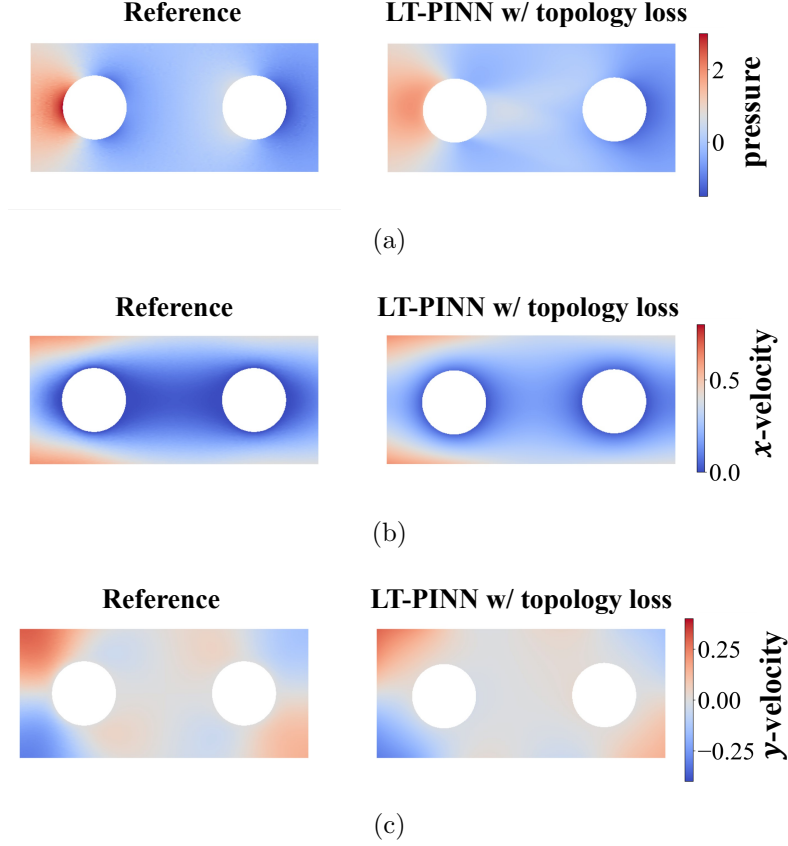 Reference LT-PINN w/ topology loss
2
0
pressure
(a)
Reference LT-PINN w/ topology loss
0.5
0.0
x-velocity
(b)
Reference LT-PINN w/ topology loss
0.25
0.00
−0.25
y-velocity
(c)